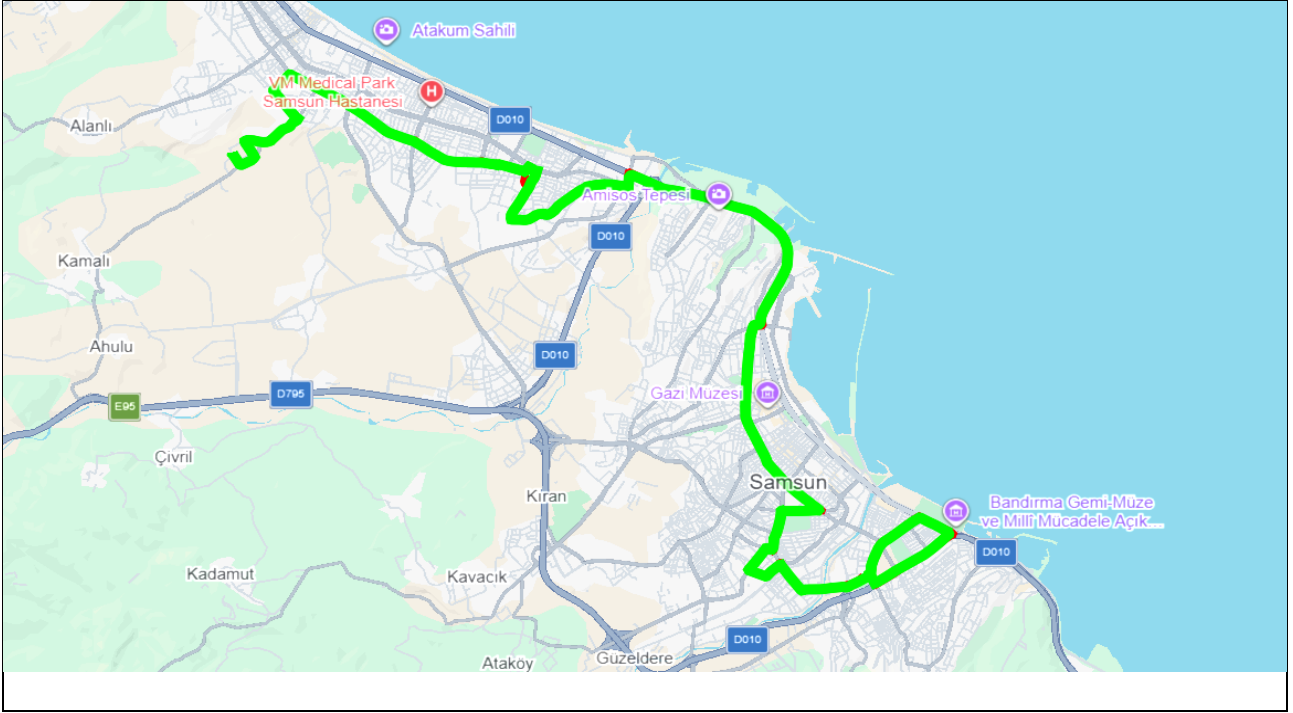 Atakum Sahili
VM Medical Park
Samsun Hastanesi
H
D010
Alanlı
Amisos Tepesi
D010
Kamalı
Ahulu
D010
D795
Gazi Müzesi
E95
Çivril
Samsun
Kıran
Bandırma Gemi-Müze
ve Millî Mücadele Açık...
D010
Kadamut
Kavacık
D010
Ataköy
Güzeldere